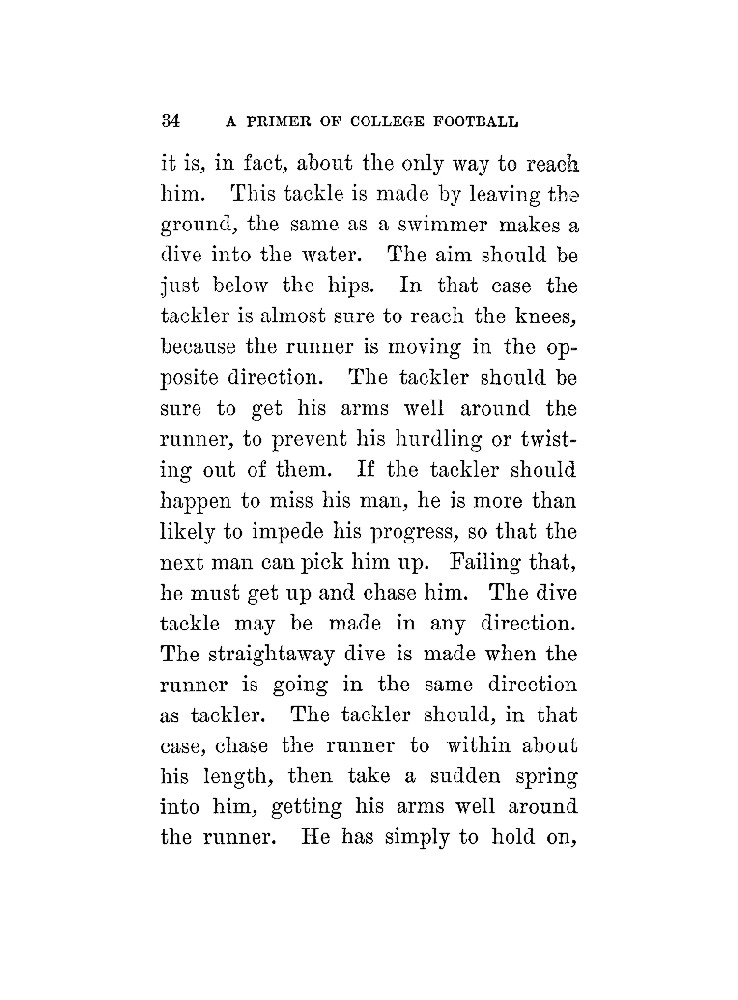 34 A PRIMER OF COLLEGE FOOTBALL
it is, in fact, about the only way to reach
him. This tackle is made by leaving the
ground, the same as a swimmer makes a
dive into the water. The aim should be
just below the hips. In that case the
tackler is almost sure to reach the knees,
because the runner is moving in the op-
posite direction. The tackler should be
sure to get his arms well around the
runner, to prevent his hurdling or twist-
ing out of them. If the tackler should
happen to miss his man, he is more than
likely to impede his progress, so that the
next man can pick him up. Failing that,
he must get up and chase him. The dive
tackle may be made in any direction.
The straightaway dive is made when the
runner is going in the same direction
as tackler. The tackler should, in that
case, chase the runner to within about
his length, then take a sudden spring
into him, getting his arms well around
the runner. He has simply to hold on,